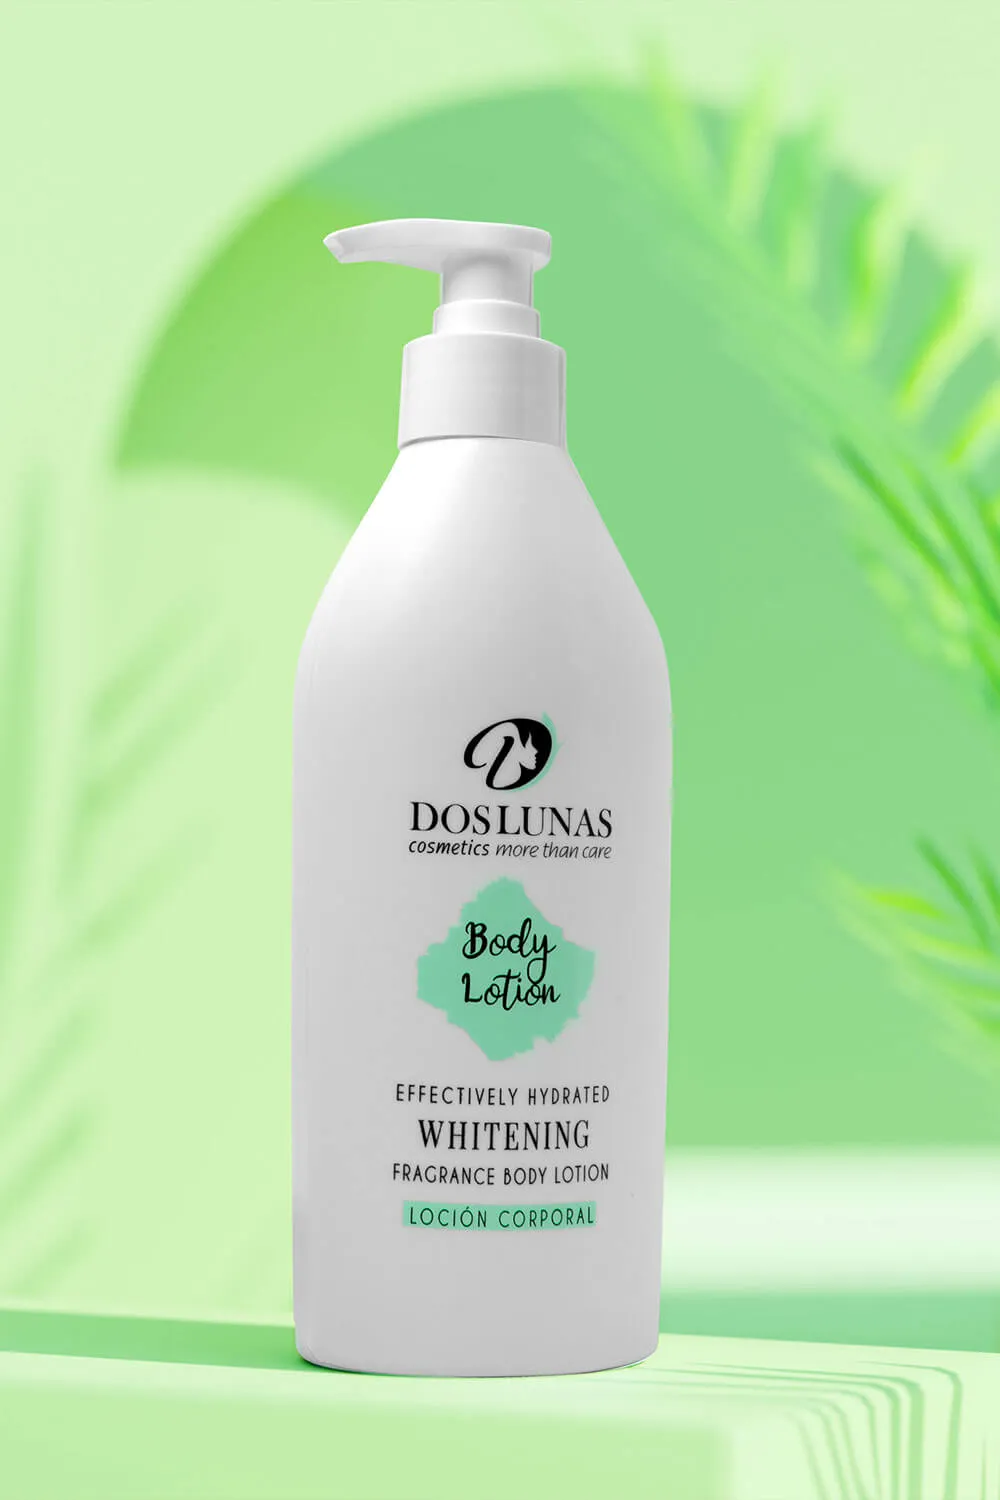 DOSLUNAS
cosmetics more than care
Body
Lotion
EFFECTIVELY HYDRATED
WHITENING
FRAGRANCE BODY LOTION
LOCIÓN CORPORAL